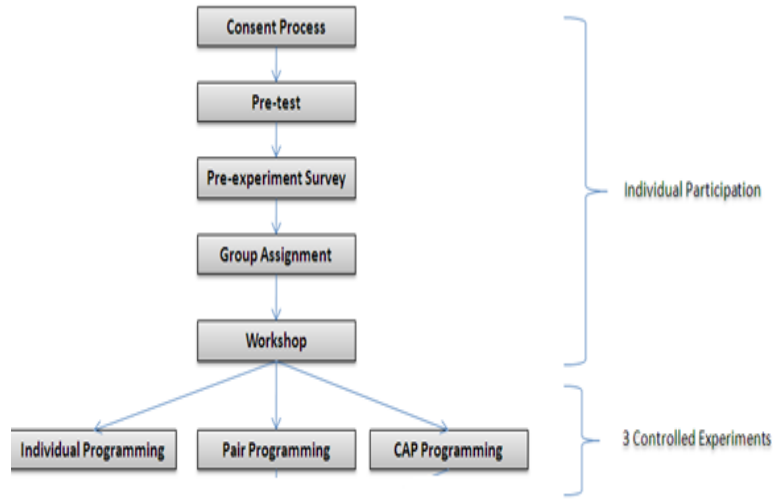 Consent Process
Pre-test
Pre-experiment Survey
Individual Participation
Group Assignment
Workshop
Individual Programming
Pair Programming
CAP Programming
3 Controlled Experiments